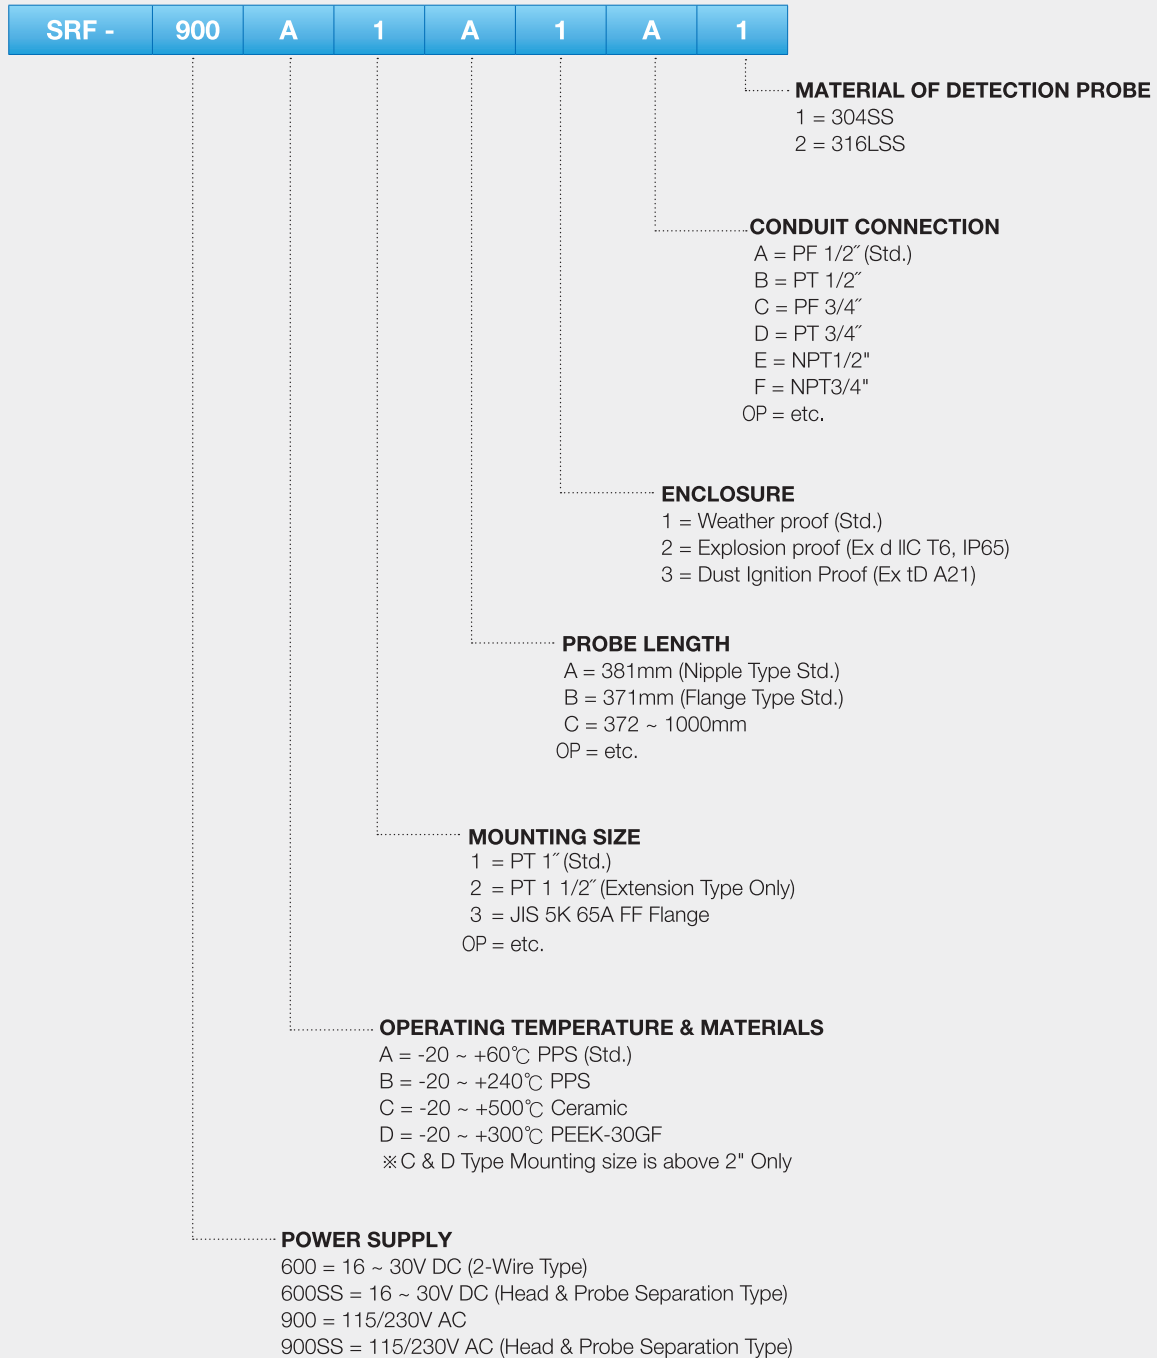 SRF - 900 A 1 A 1 A 1
MATERIAL OF DETECTION PROBE
1 = 304SS
2 = 316LSS
CONDUIT CONNECTION
A = PF 1/2˝ (Std.)
B = PT 1/2˝
C = PF 3/4˝
D = PT 3/4˝
E = NPT1/2"
F = NPT3/4"
OP = etc.
ENCLOSURE
1 = Weather proof (Std.)
2 = Explosion proof (Ex d IIC T6, IP65)
3 = Dust Ignition Proof (Ex tD A21)
PROBE LENGTH
A = 381mm (Nipple Type Std.)
B = 371mm (Flange Type Std.)
C = 372 ~ 1000mm
OP = etc.
MOUNTING SIZE
1 = PT 1˝ (Std.)
2 = PT 1 1/2˝ (Extension Type Only)
3 = JIS 5K 65A FF Flange
OP = etc.
OPERATING TEMPERATURE & MATERIALS
A = -20 ~ +60℃ PPS (Std.)
B = -20 ~ +240℃ PPS
C = -20 ~ +500℃ Ceramic
D = -20 ~ +300℃ PEEK-30GF
※ C & D Type Mounting size is above 2" Only
POWER SUPPLY
600 = 16 ~ 30V DC (2-Wire Type)
600SS = 16 ~ 30V DC (Head & Probe Separation Type)
900 = 115/230V AC
900SS = 115/230V AC (Head & Probe Separation Type)